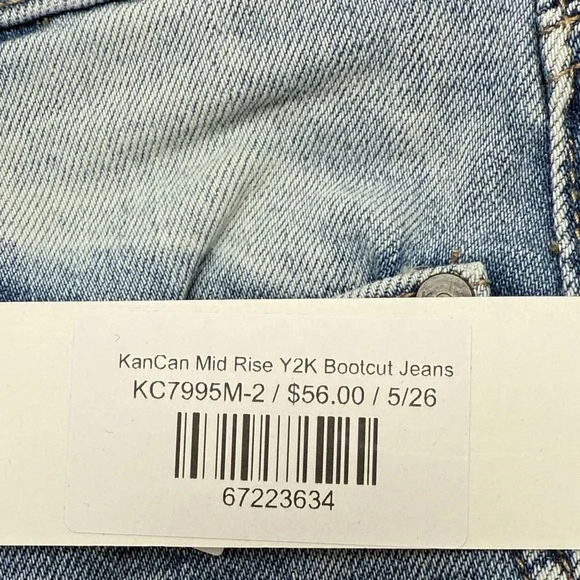 KanCan Mid Rise Y2K Bootcut Jeans
KC7995M-2 / $56.00 / 5/26
67223634